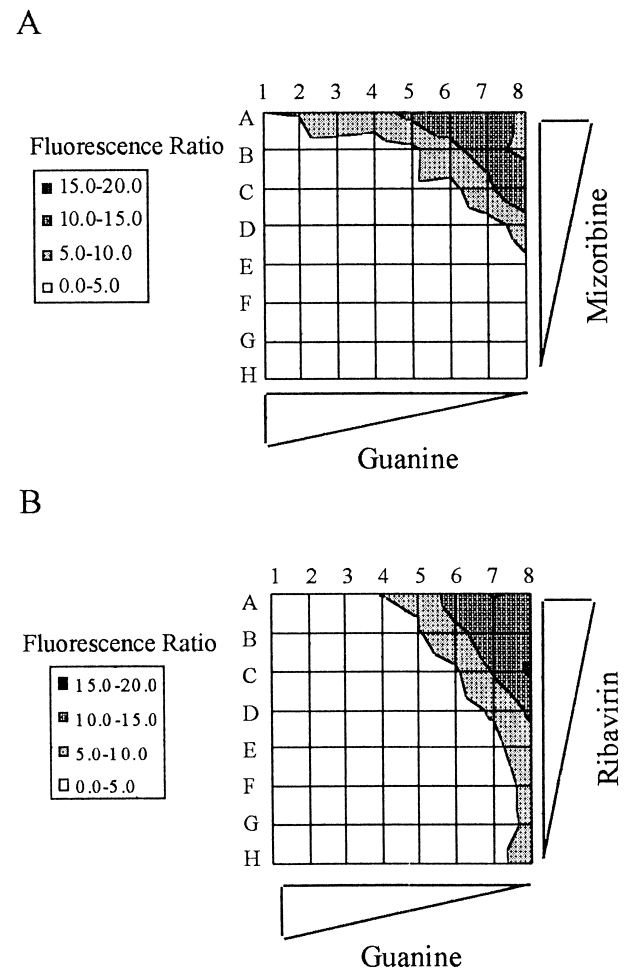 A
1 2 3 4 5 6 7 8
Fluorescence Ratio
15.0-20.0
10.0-15.0
5.0-10.0
0.0-5.0
A
B
C
D
E
F
G
H
Mizoribine
Guanine
B
1 2 3 4 5 6 7 8
Fluorescence Ratio
15.0-20.0
10.0-15.0
5.0-10.0
0.0-5.0
A
B
C
D
E
F
G
H
Ribavirin
Guanine